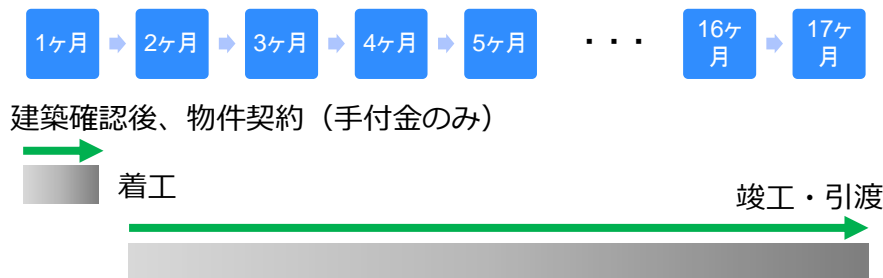 1ヶ月 2ヶ月 3ヶ月 4ヶ月 5ヶ月 ・・・ 16ヶ月 17ヶ月
建築確認後、物件契約（手付金のみ）
着工
竣工・引渡